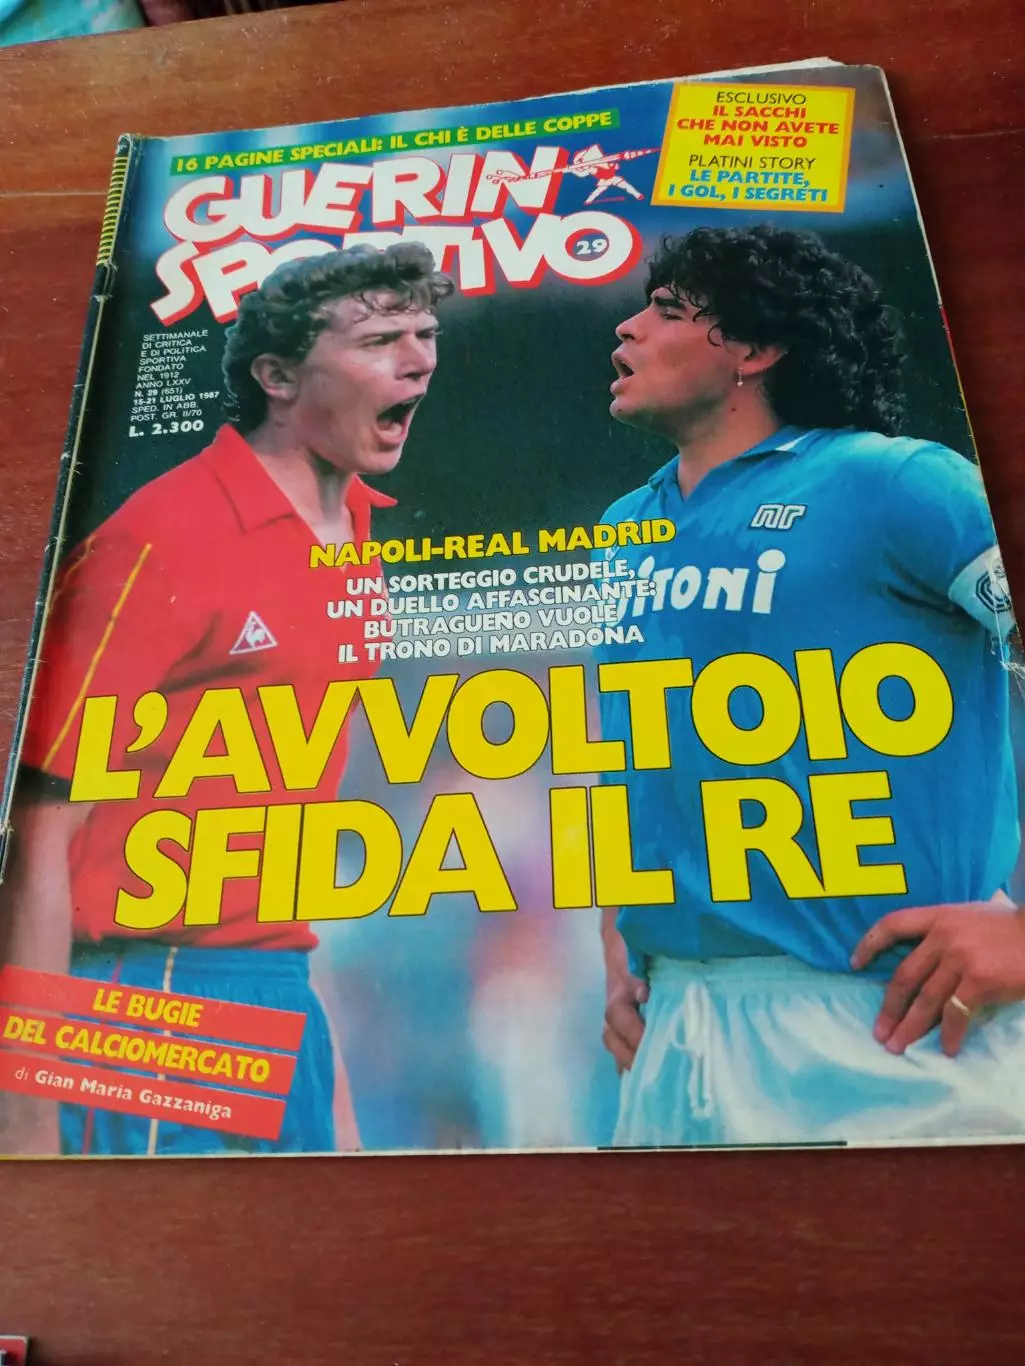 16 PAGINE SPECIALI: IL CHI È DELLE COPPE
ESCLUSIVO
IL SACCHI
CHE NON AVETE
MAI VISTO
PLATINI STORY
LE PARTITE,
I GOL, I SEGRETI
GUERIN
SPORTIVO
29
SETTIMANALE
DI CRITICA
E DI POLITICA
SPORTIVA
FONDATO
NEL 1912
ANNO LXXV
N. 29 (651)
15-21 LUGLIO 1987
SPED. IN ABB.
POST. GR. II/70
L. 2.300
NR
NAPOLI-REAL MADRID
UN SORTEGGIO CRUDELE,
UN DUELLO AFFASCINANTE:
BUTRAGUEÑO VUOLE
IL TRONO DI MARADONA
L'AVVOLTOIO
SFIDA IL RE
LE BUGIE
DEL CALCIOMERCATO
di Gian Maria Gazzaniga